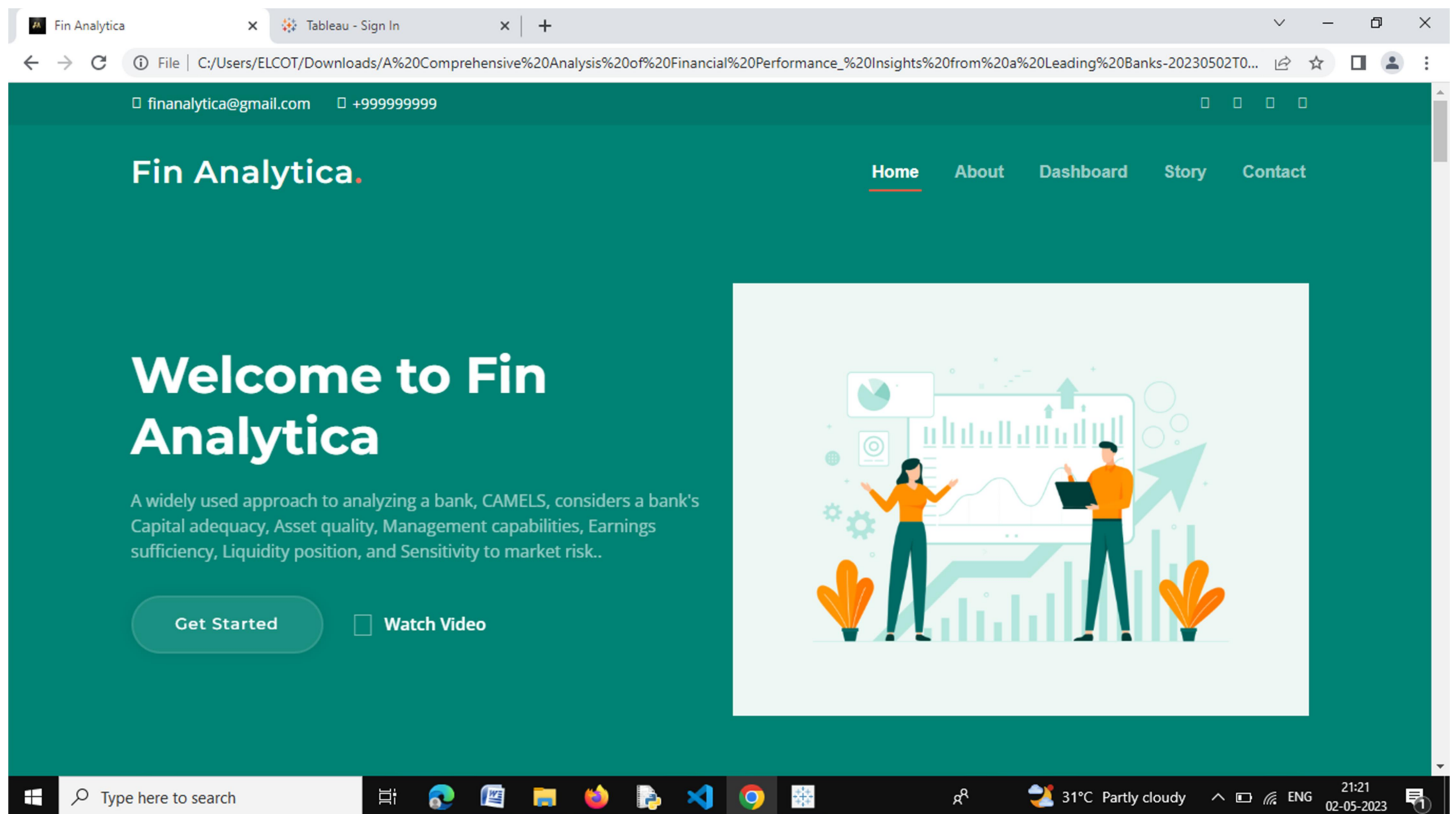 Fin Analytica
Tableau - Sign In
File
C:/Users/ELCOT/Downloads/A%20Comprehensive%20Analysis%20of%20Financial%20Performance_%20Insights%20from%20a%20Leading%20Banks-20230502T0...
finanalytica@gmail.com +999999999
Fin Analytica.
Home About Dashboard Story Contact
Welcome to Fin
Analytica
A widely used approach to analyzing a bank, CAMELS, considers a bank's
Capital adequacy, Asset quality, Management capabilities, Earnings
sufficiency, Liquidity position, and Sensitivity to market risk..
Get Started Watch Video
Type here to search
31°C Partly cloudy
ENG
21:21
02-05-2023
1